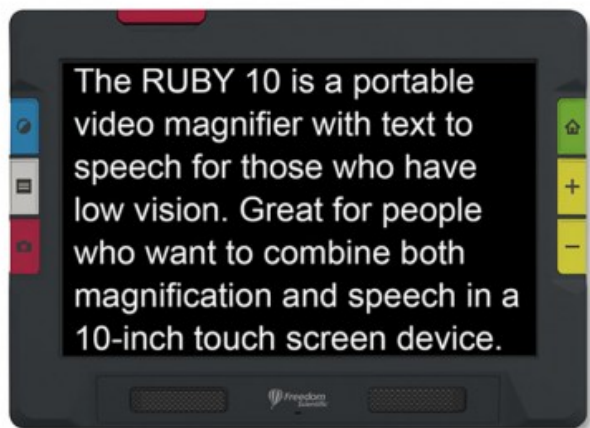 The RUBY 10 is a portable
video magnifier with text to
speech for those who have
low vision. Great for people
who want to combine both
magnification and speech in a
10-inch touch screen device.
Freedom
Scientific